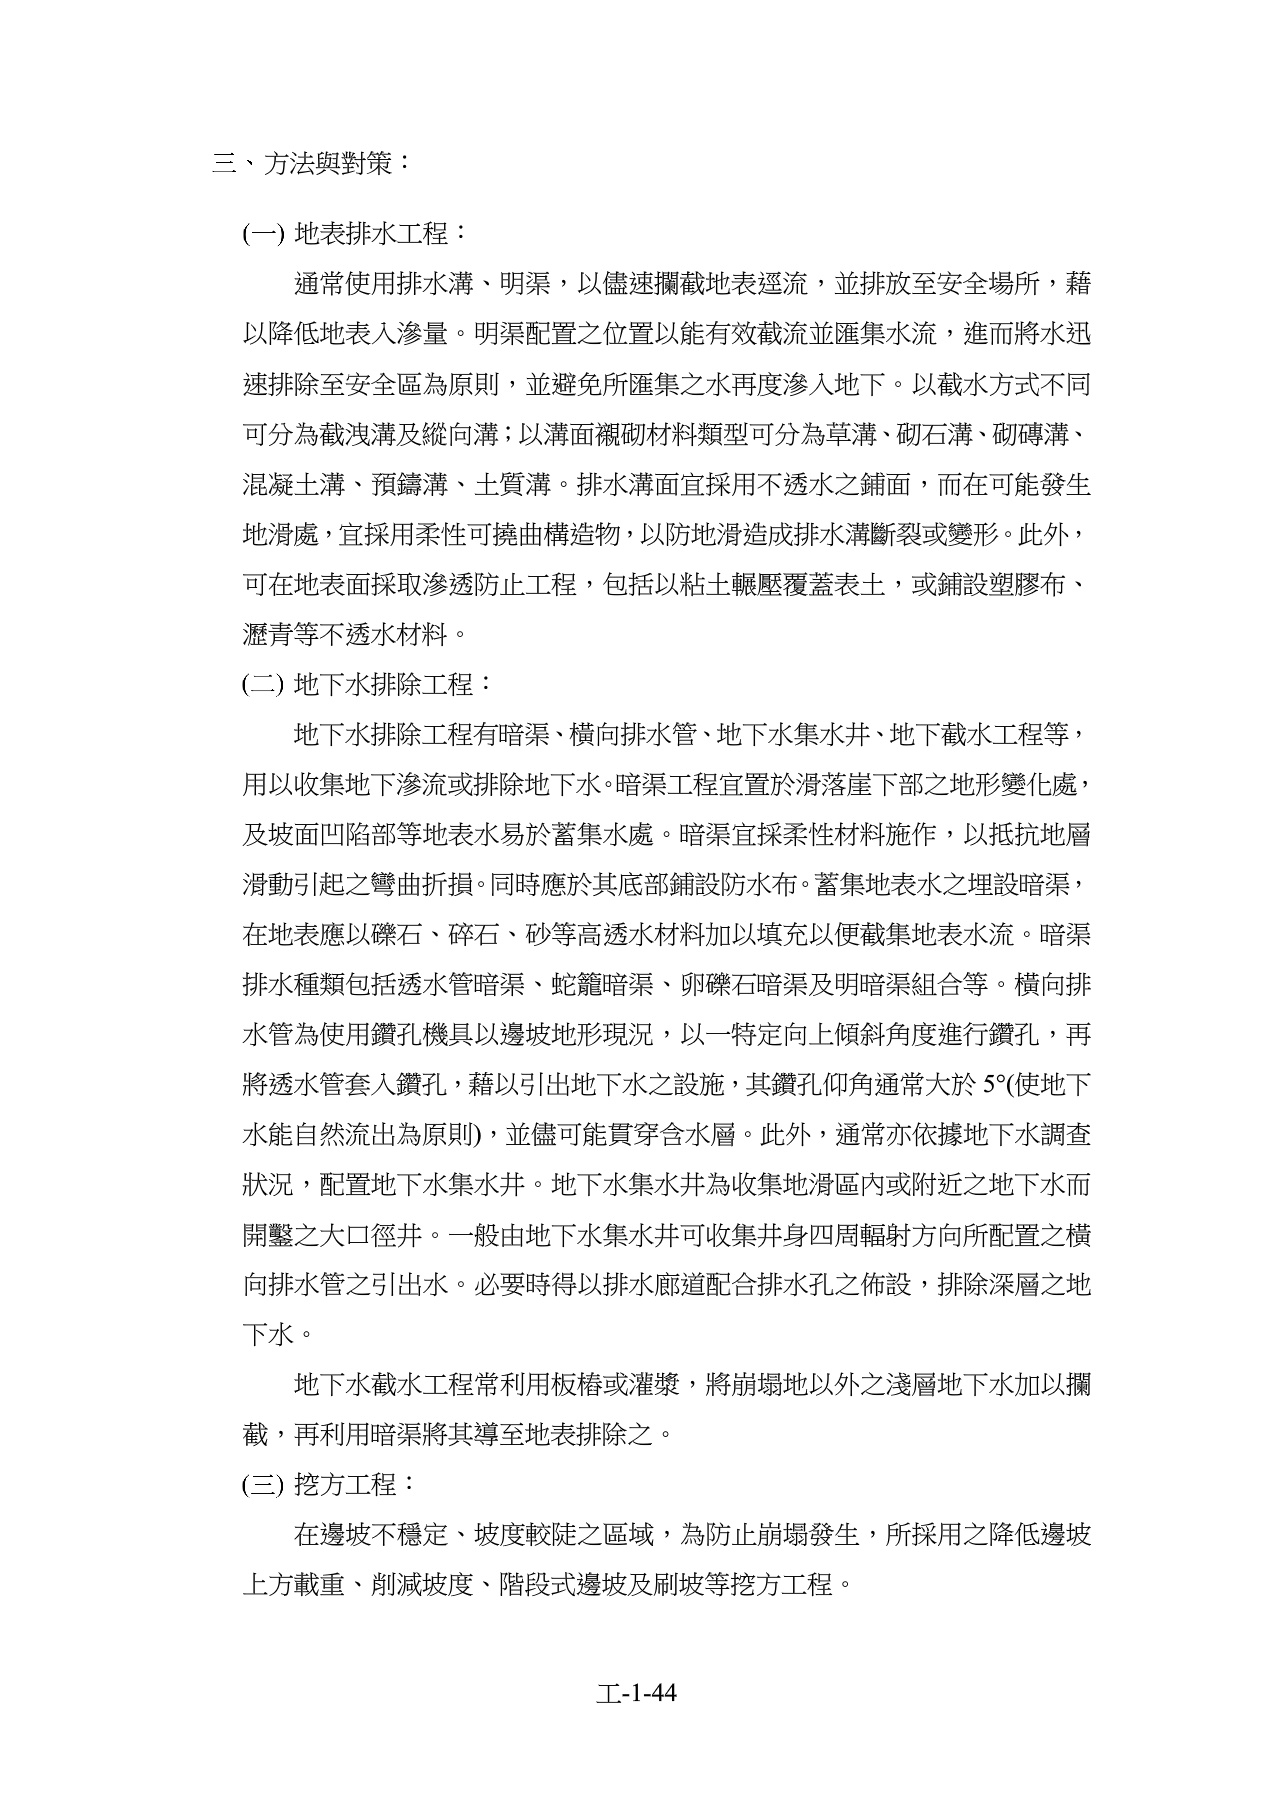 三、方法與對策：
(一) 地表排水工程：
通常使用排水溝、明渠，以儘速攔截地表逕流，並排放至安全場所，藉
以降低地表入滲量。明渠配置之位置以能有效截流並匯集水流，進而將水迅
速排除至安全區為原則，並避免所匯集之水再度滲入地下。以截水方式不同
可分為截洩溝及縱向溝；以溝面襯砌材料類型可分為草溝、砌石溝、砌磚溝、
混凝土溝、預鑄溝、土質溝。排水溝面宜採用不透水之鋪面，而在可能發生
地滑處，宜採用柔性可撓曲構造物，以防地滑造成排水溝斷裂或變形。此外，
可在地表面採取滲透防止工程，包括以粘土輾壓覆蓋表土，或鋪設塑膠布、
瀝青等不透水材料。
(二) 地下水排除工程：
地下水排除工程有暗渠、橫向排水管、地下水集水井、地下截水工程等，
用以收集地下滲流或排除地下水。暗渠工程宜置於滑落崖下部之地形變化處，
及坡面凹陷部等地表水易於蓄集水處。暗渠宜採柔性材料施作，以抵抗地層
滑動引起之彎曲折損。同時應於其底部鋪設防水布。蓄集地表水之埋設暗渠，
在地表應以礫石、碎石、砂等高透水材料加以填充以便截集地表水流。暗渠
排水種類包括透水管暗渠、蛇籠暗渠、卵礫石暗渠及明暗渠組合等。橫向排
水管為使用鑽孔機具以邊坡地形現況，以一特定向上傾斜角度進行鑽孔，再
將透水管套入鑽孔，藉以引出地下水之設施，其鑽孔仰角通常大於 5°(使地下
水能自然流出為原則)，並儘可能貫穿含水層。此外，通常亦依據地下水調查
狀況，配置地下水集水井。地下水集水井為收集地滑區內或附近之地下水而
開鑿之大口徑井。一般由地下水集水井可收集井身四周輻射方向所配置之橫
向排水管之引出水。必要時得以排水廊道配合排水孔之佈設，排除深層之地
下水。
地下水截水工程常利用板樁或灌漿，將崩塌地以外之淺層地下水加以攔
截，再利用暗渠將其導至地表排除之。
(三) 挖方工程：
在邊坡不穩定、坡度較陡之區域，為防止崩塌發生，所採用之降低邊坡
上方載重、削減坡度、階段式邊坡及刷坡等挖方工程。
工-1-44